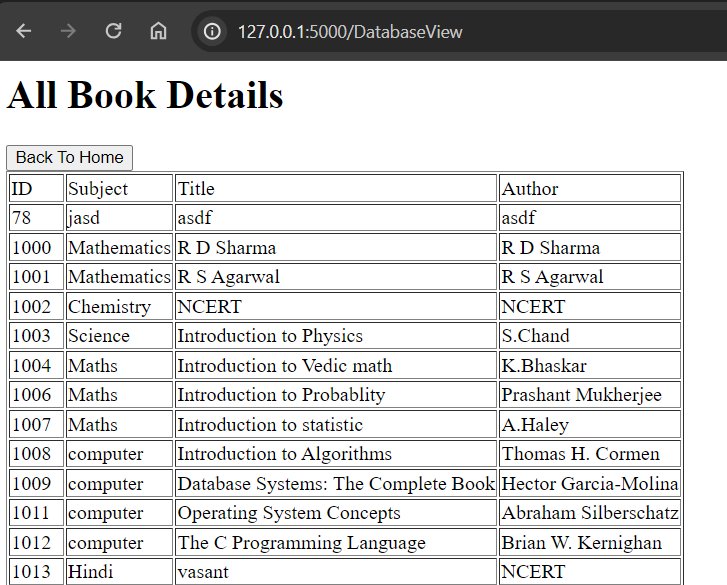 127.0.0.1:5000/DatabaseView
All Book Details
Back To Home
ID Subject Title Author
78 jasd asdf asdf
1000 Mathematics R D Sharma R D Sharma
1001 Mathematics R S Agarwal R S Agarwal
1002 Chemistry NCERT NCERT
1003 Science Introduction to Physics S.Chand
1004 Maths Introduction to Vedic math K.Bhaskar
1006 Maths Introduction to Probablity Prashant Mukherjee
1007 Maths Introduction to statistic A.Haley
1008 computer Introduction to Algorithms Thomas H. Cormen
1009 computer Database Systems: The Complete Book Hector Garcia-Molina
1011 computer Operating System Concepts Abraham Silberschatz
1012 computer The C Programming Language Brian W. Kernighan
1013 Hindi vasant NCERT